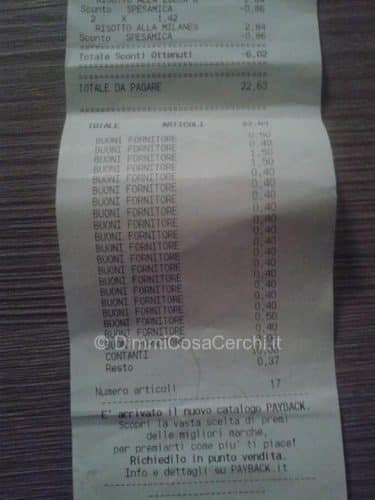 RISOTTO ALLA
Sconto SPESAMICA -0,86
2 X 1.42
RISOTTO ALLA MILANES 2,84
Sconto SPESAMICA -0,86
Totale Sconti Ottenuti -6,02
TOTALE DA PAGARE 22,63
TOTALE ARTICOLI
BUONI FORNITORE 0,50
BUONI FORNITORE 0,40
BUONI FORNITORE 1,50
BUONI FORNITORE 1,50
BUONI FORNITORE 0,40
BUONI FORNITORE 0,40
BUONI FORNITORE 0,40
BUONI FORNITORE 0,40
BUONI FORNITORE 0,40
BUONI FORNITORE 0,40
BUONI FORNITORE 0,40
BUONI FORNITORE 0,40
BUONI FORNITORE 0,40
BUONI FORNITORE 0,40
BUONI FORNITORE 0,40
BUONI FORNITORE 0,40
BUONI FORNITORE 0,50
BUONI FORNITORE 0,40
© DimmiCosaCerchi.it
CONTANTI
Resto 0,37
Numero articoli 17
E' arrivato il nuovo catalogo PAYBACK.
Scopri la vasta scelta di premi
delle migliori marche,
per premiarti come piu' ti piace!
Richiedilo in punto vendita.
Info e dettagli su PAYBACK.it